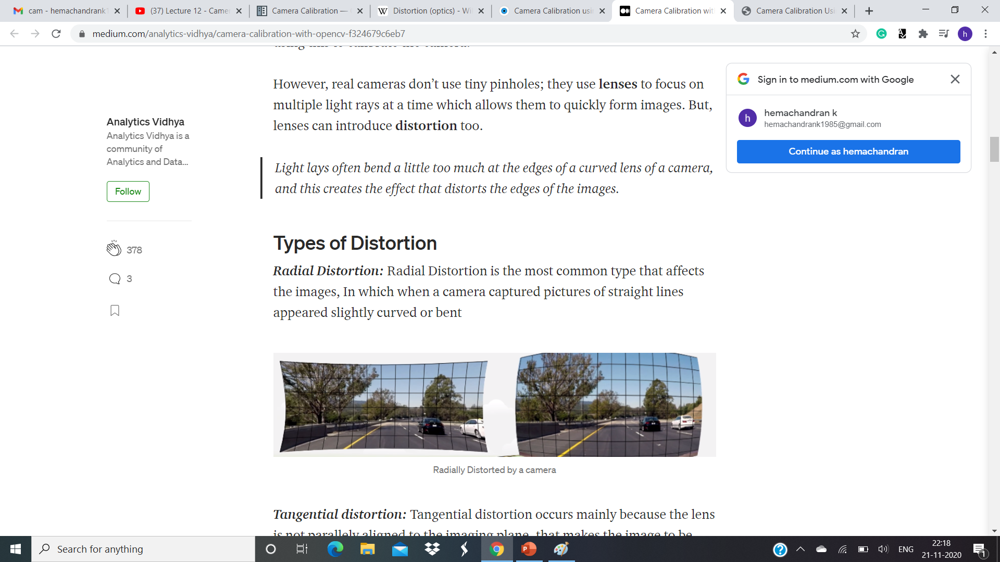 cam - hemachandrank
(37) Lecture 12 - Came
Camera Calibration —
W Distortion (optics) - Wi
Camera Calibration usi
Camera Calibration wit
Camera Calibration Usi
medium.com/analytics-vidhya/camera-calibration-with-opencv-f324679c6eb7
h
However, real cameras don’t use tiny pinholes; they use lenses to focus on
multiple light rays at a time which allows them to quickly form images. But,
lenses can introduce distortion too.
Sign in to medium.com with Google
h
hemachandran k
hemachandrank1985@gmail.com
Continue as hemachandran
Analytics Vidhya
Analytics Vidhya is a
community of
Analytics and Data...
Follow
378
3
Light lays often bend a little too much at the edges of a curved lens of a camera,
and this creates the effect that distorts the edges of the images.
Types of Distortion
Radial Distortion: Radial Distortion is the most common type that affects
the images, In which when a camera captured pictures of straight lines
appeared slightly curved or bent
Radially Distorted by a camera
Tangential distortion: Tangential distortion occurs mainly because the lens
is not parallely aligned to the imaging plane, that makes the image to be
Search for anything
ENG
22:18
21-11-2020
1